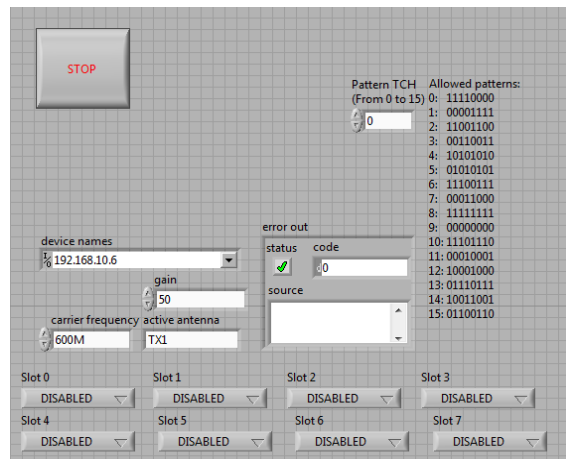 STOP
Pattern TCH
(From 0 to 15)
0
Allowed patterns:
0: 11110000
1: 00001111
2: 11001100
3: 00110011
4: 10101010
5: 01010101
6: 11100111
7: 00011000
8: 11111111
9: 00000000
10: 11101110
11: 00010001
12: 10001000
13: 01110111
14: 10011001
15: 01100110
device names
192.168.10.6
gain
50
carrier frequency active antenna
600M TX1
error out
status code
d0
source
Slot 0 Slot 1 Slot 2 Slot 3
DISABLED DISABLED DISABLED DISABLED
Slot 4 Slot 5 Slot 6 Slot 7
DISABLED DISABLED DISABLED DISABLED